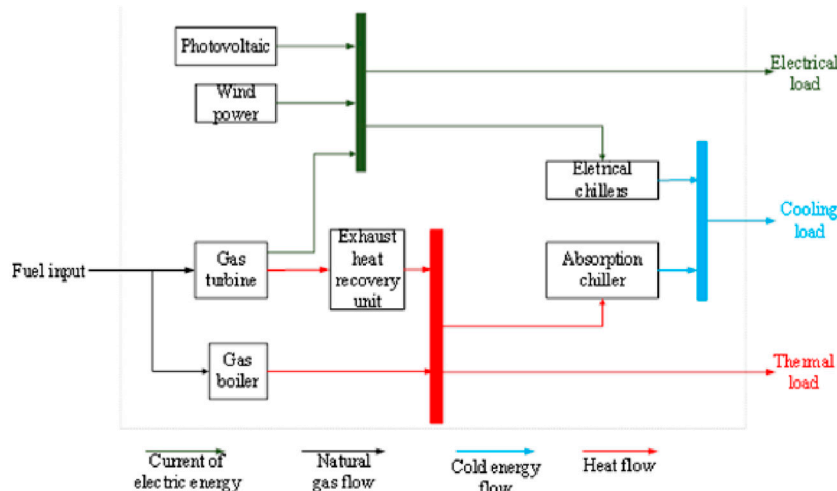 Photovoltaic
Electrical
load
Wind
power
Eletrical
chillers
Cooling
load
Fuel input
Gas
turbine
Exhaust
heat
recovery
unit
Absorption
chiller
Gas
boiler
Thermal
load
Current of
electric energy
Natural
gas flow
Cold energy
flow
Heat flow